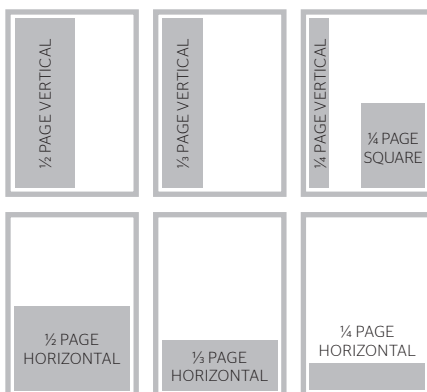 ½ PAGE VERTICAL
⅓ PAGE VERTICAL
¼ PAGE VERTICAL
¼ PAGE
SQUARE
½ PAGE
HORIZONTAL
⅓ PAGE
HORIZONTAL
¼ PAGE
HORIZONTAL